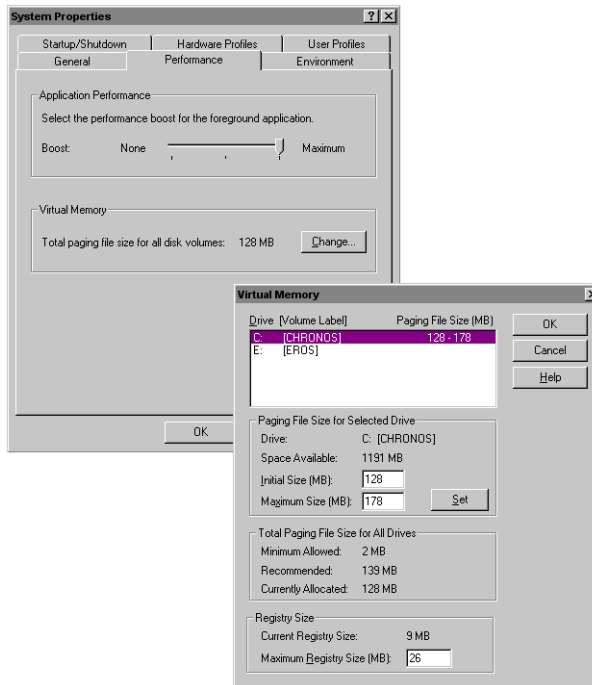 System Properties
Startup/Shutdown Hardware Profiles User Profiles
General Performance Environment
Application Performance
Select the performance boost for the foreground application.
Boost: None Maximum
Virtual Memory
Total paging file size for all disk volumes: 128 MB Change...
OK
Virtual Memory
Drive [Volume Label] Paging File Size (MB)
C: [CHRONOS] 128 - 178
E: [EROS]
OK
Cancel
Help
Paging File Size for Selected Drive
Drive: C: [CHRONOS]
Space Available: 1191 MB
Initial Size (MB): 128
Maximum Size (MB): 178 Set
Total Paging File Size for All Drives
Minimum Allowed: 2 MB
Recommended: 139 MB
Currently Allocated: 128 MB
Registry Size
Current Registry Size: 9 MB
Maximum Registry Size (MB): 26